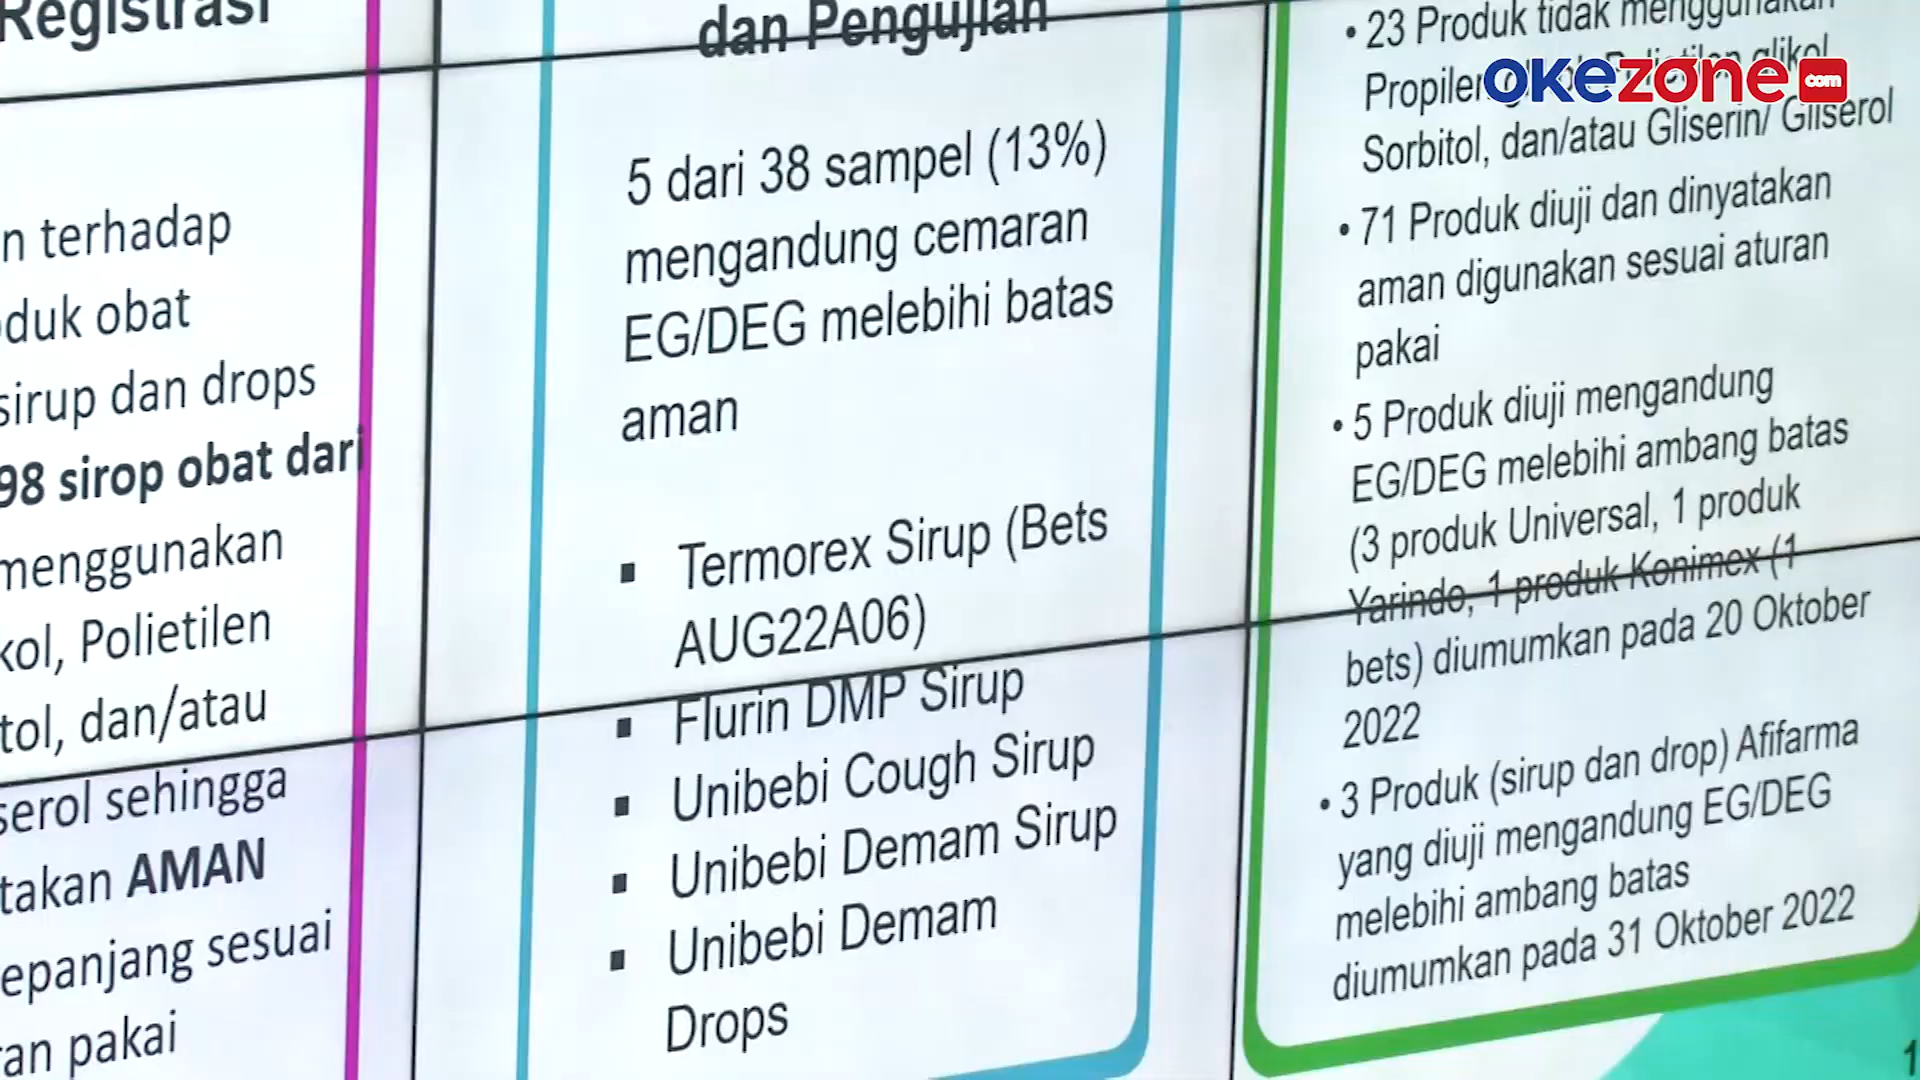 Registrasi
n terhadap
duk obat
sirup dan drops
98 sirop obat dari
menggunakan
kol, Polietilen
tol, dan/atau
serol sehingga
takan AMAN
epanjang sesuai
ran pakai
dan Pengujian
5 dari 38 sampel (13%)
mengandung cemaran
EG/DEG melebihi batas
aman
▪ Termorex Sirup (Bets
AUG22A06)
▪ Flurin DMP Sirup
▪ Unibebi Cough Sirup
▪ Unibebi Demam Sirup
▪ Unibebi Demam
Drops
• 23 Produk tidak menggunakan
Propilen Polietilen glikol
Sorbitol, dan/atau Gliserin/ Gliserol
• 71 Produk diuji dan dinyatakan
aman digunakan sesuai aturan
pakai
• 5 Produk diuji mengandung
EG/DEG melebihi ambang batas
(3 produk Universal, 1 produk
Yarindo, 1 produk Konimex (1
bets) diumumkan pada 20 Oktober
2022
• 3 Produk (sirup dan drop) Afifarma
yang diuji mengandung EG/DEG
melebihi ambang batas
diumumkan pada 31 Oktober 2022
1
okezone.com